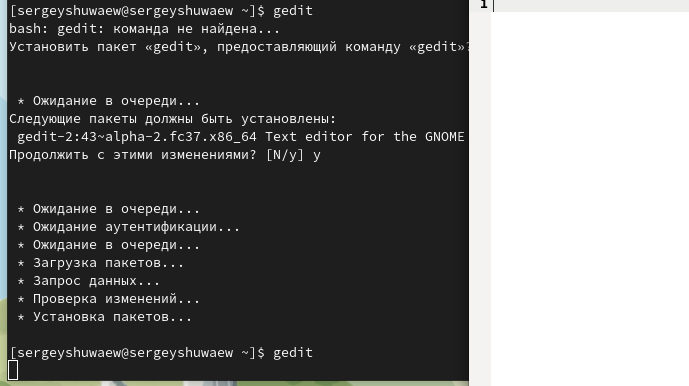 [sergeyshuwaew@sergeyshuwaew ~]$ gedit
bash: gedit: команда не найдена...
Установить пакет «gedit», предоставляющий команду «gedit»?
* Ожидание в очереди...
Следующие пакеты должны быть установлены:
gedit-2:43~alpha-2.fc37.x86_64 Text editor for the GNOME
Продолжить с этими изменениями? [N/y] y
* Ожидание в очереди...
* Ожидание аутентификации...
* Ожидание в очереди...
* Загрузка пакетов...
* Запрос данных...
* Проверка изменений...
* Установка пакетов...
[sergeyshuwaew@sergeyshuwaew ~]$ gedit
1